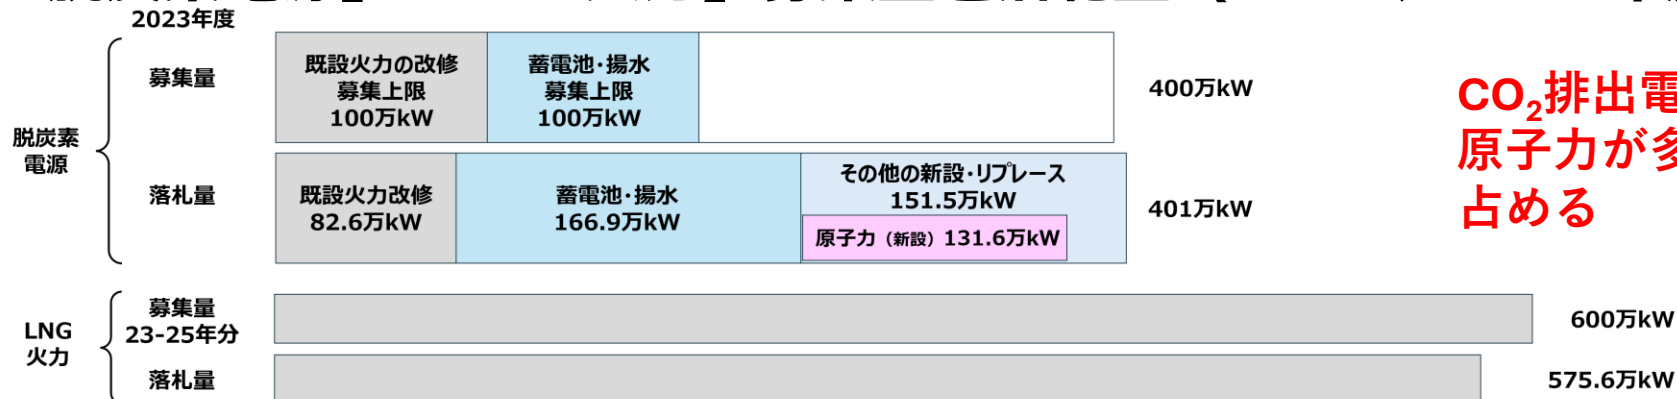 2023年度
脱炭素
電源
募集量
既設火力の改修
募集上限
100万kW
蓄電池・揚水
募集上限
100万kW
400万kW
落札量
既設火力改修
82.6万kW
蓄電池・揚水
166.9万kW
その他の新設・リプレース
151.5万kW
原子力（新設）131.6万kW
401万kW
CO₂排出電
原子力が多
占める
LNG
火力
募集量
23-25年分
600万kW
落札量
575.6万kW